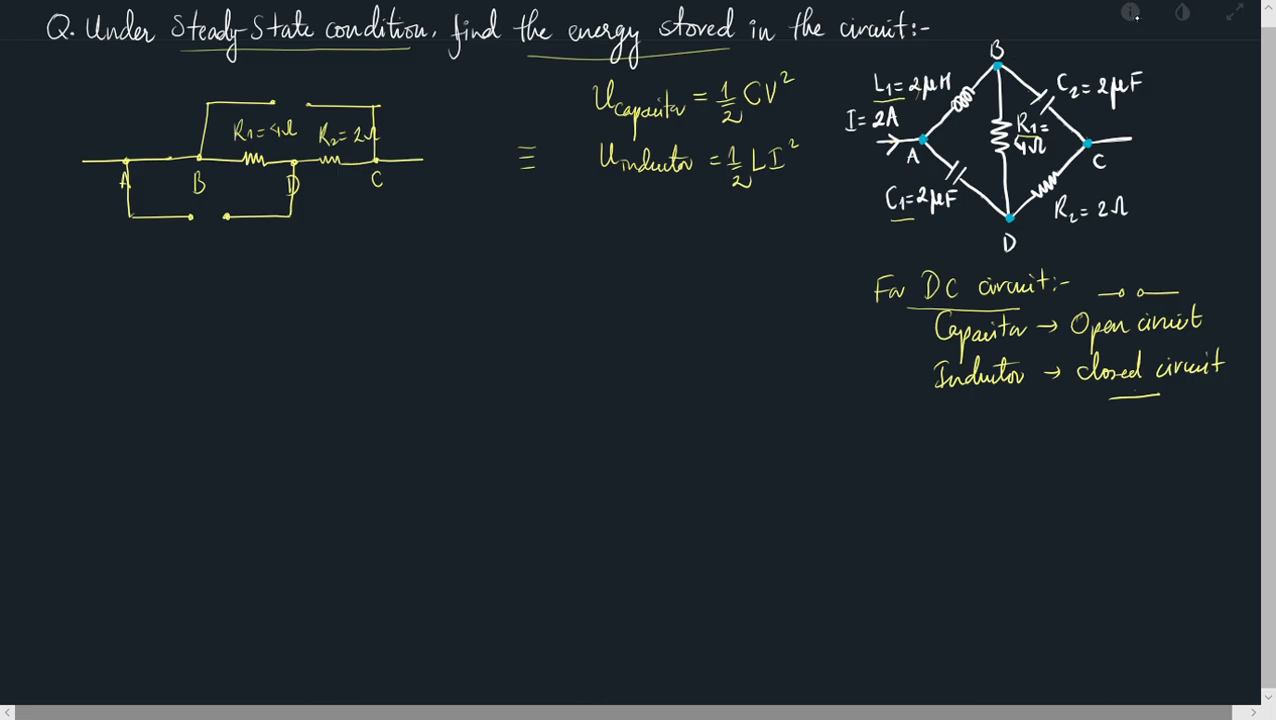 Q. Under Steady-State condition, find the energy stored in the circuit:-
R₁=4Ω R₂=2Ω
A B D C
≡
Ucapacitor = 1/2 CV²
Uinductor = 1/2 LI²
B
L₁=2μH
C₂=2μF
I=2A
R₁=
4Ω
A
C
C₁=2μF
R₂=2Ω
D
For DC circuit:-
Capacitor → Open circuit
Inductor → closed circuit